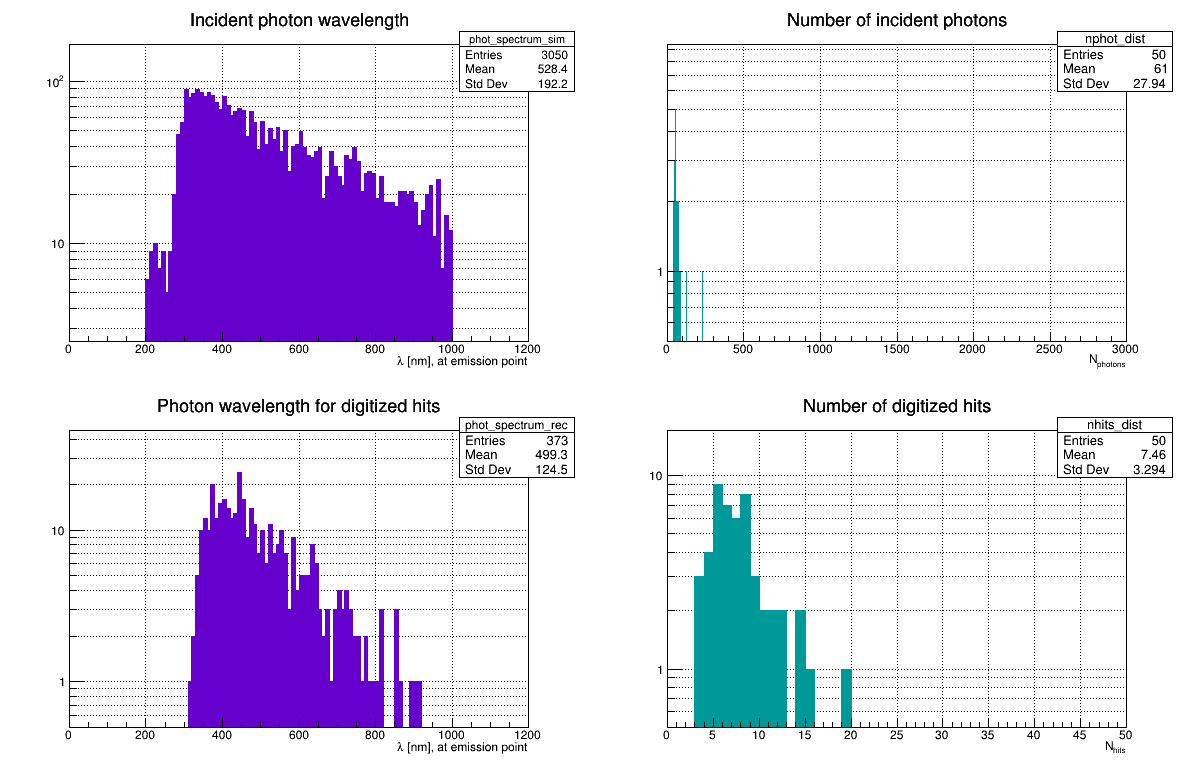 Incident photon wavelength
phot_spectrum_sim
Entries 3050
Mean 528.4
Std Dev 192.2
10²
10
0 200 400 600 800 1000 1200
λ [nm], at emission point
Number of incident photons
nphot_dist
Entries 50
Mean 61
Std Dev 27.94
1
0 500 1000 1500 2000 2500 3000
N_photons
Photon wavelength for digitized hits
phot_spectrum_rec
Entries 373
Mean 499.3
Std Dev 124.5
10
1
0 200 400 600 800 1000 1200
λ [nm], at emission point
Number of digitized hits
nhits_dist
Entries 50
Mean 7.46
Std Dev 3.294
10
1
0 5 10 15 20 25 30 35 40 45 50
N_hits